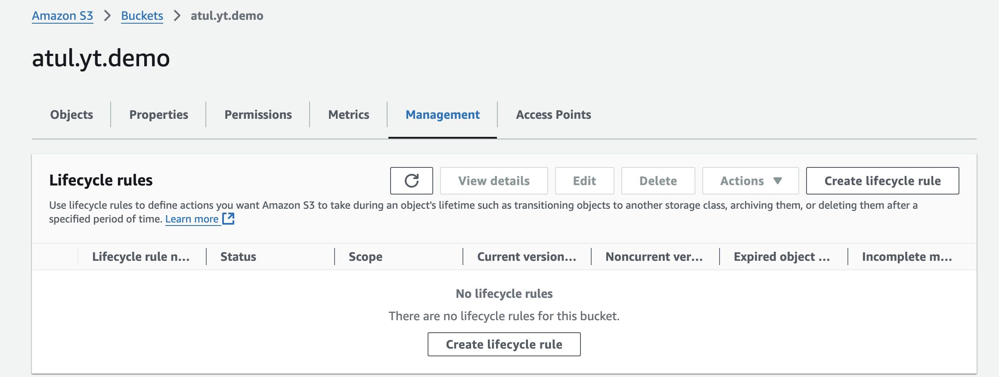 Amazon S3 > Buckets > atul.yt.demo
atul.yt.demo
Objects Properties Permissions Metrics Management Access Points
Lifecycle rules View details Edit Delete Actions Create lifecycle rule
Use lifecycle rules to define actions you want Amazon S3 to take during an object's lifetime such as transitioning objects to another storage class, archiving them, or deleting them after a
specified period of time. Learn more
Lifecycle rule n... Status Scope Current version... Noncurrent ver... Expired object ... Incomplete m...
No lifecycle rules
There are no lifecycle rules for this bucket.
Create lifecycle rule